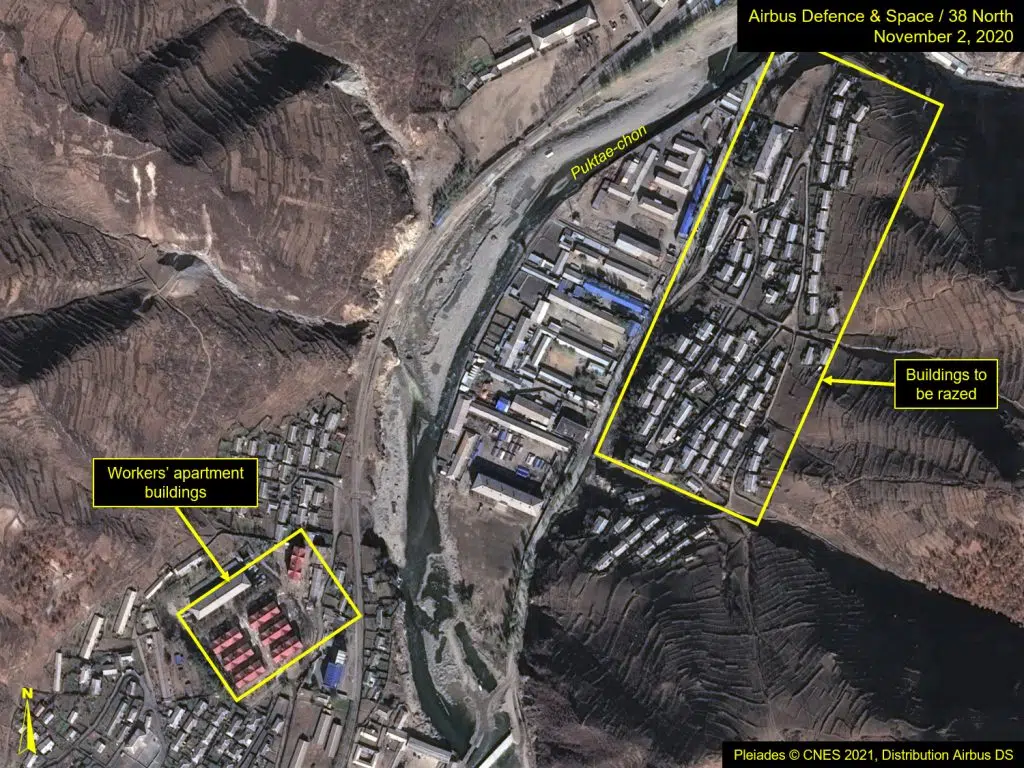 Airbus Defence & Space / 38 North
November 2, 2020
Puktae-chon
Buildings to
be razed
Workers’ apartment
buildings
N
Pleiades © CNES 2021, Distribution Airbus DS